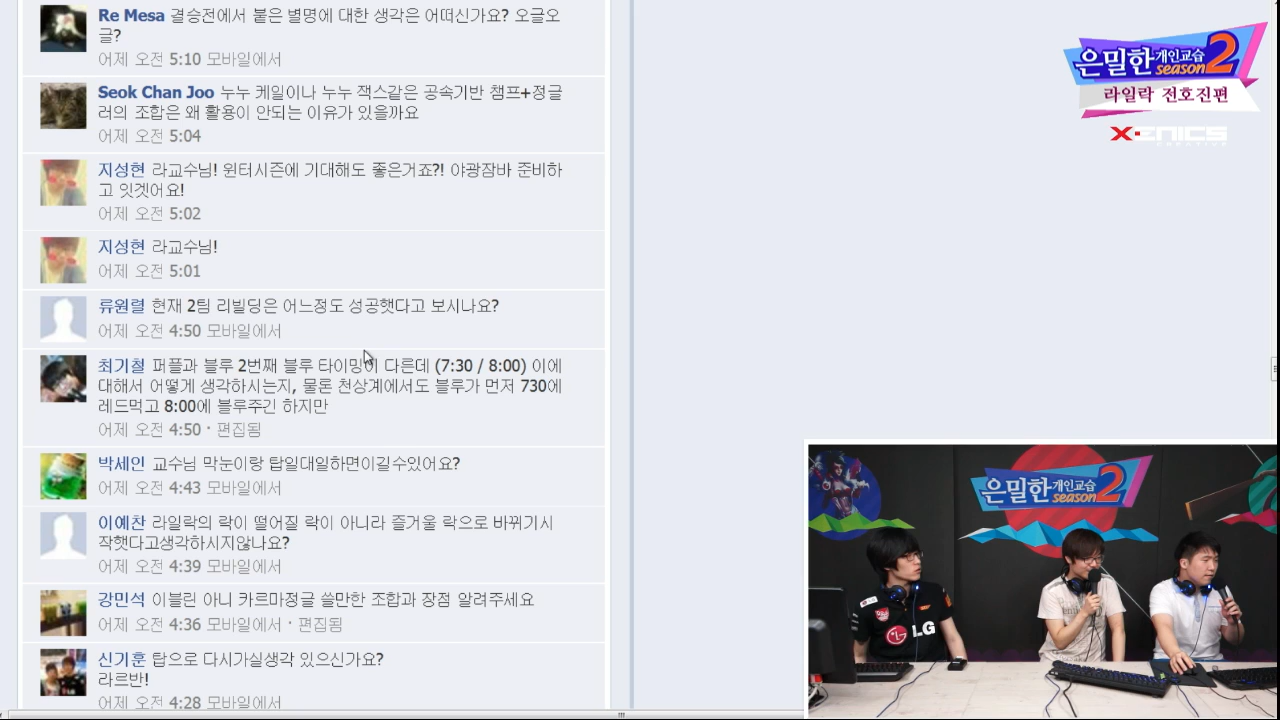 Re Mesa 결승전에서 붙은 별명에 대한 생각은 어떠신가요? 오글오
글?
어제 오전 5:10 모바일에서
Seok Chan Joo 누누 케일이나 누누 잭스같은 공속기반 챔프+정글
러의 조합은 왜 활용이 안되는 이유가 있을까요
어제 오전 5:04
지성현 라교수님! 윈터시즌에 기대해도 좋은거죠?! 야광잠바 준비하
고 잇겟어요!
어제 오전 5:02
지성현 라교수님!
어제 오전 5:01
류원렬 현재 2팀 리빌딩은 어느정도 성공햇다고 보시나요?
어제 오전 4:50 모바일에서
최기철 퍼플과 블루 2번째 블루 타이밍이 다른데 (7:30 / 8:00) 이에
대해서 어떻게 생각하시는지, 물론 천상계에서도 블루가 먼저 730에
레드먹고 8:00에 블루주긴 하지만
어제 오전 4:50 · 편집됨
박세인 교수님 막눈이랑 탑일대일하면이길수있어요?
어제 오전 4:43 모바일에서
이예찬 라일락의 락이 떨어질 락이 아니라 즐거울 락으로 바뀌기시
작햇다고생각하시지않나요?
어제 오전 4:39 모바일에서
강민석 이블린 아니 카르마정글 쓸만한 조합과 장점 알려주세요
어제 오전 4:36 모바일에서 · 편집됨
신기훈 탑으로 다시가실생각 있으신가요?
라르반!
어제 오전 4:28 모바일에서
은밀한 개인교습 season 2
라일락 전호진편
X-ENICS
CREATIVE
은밀한 개인교습 season 2
LG